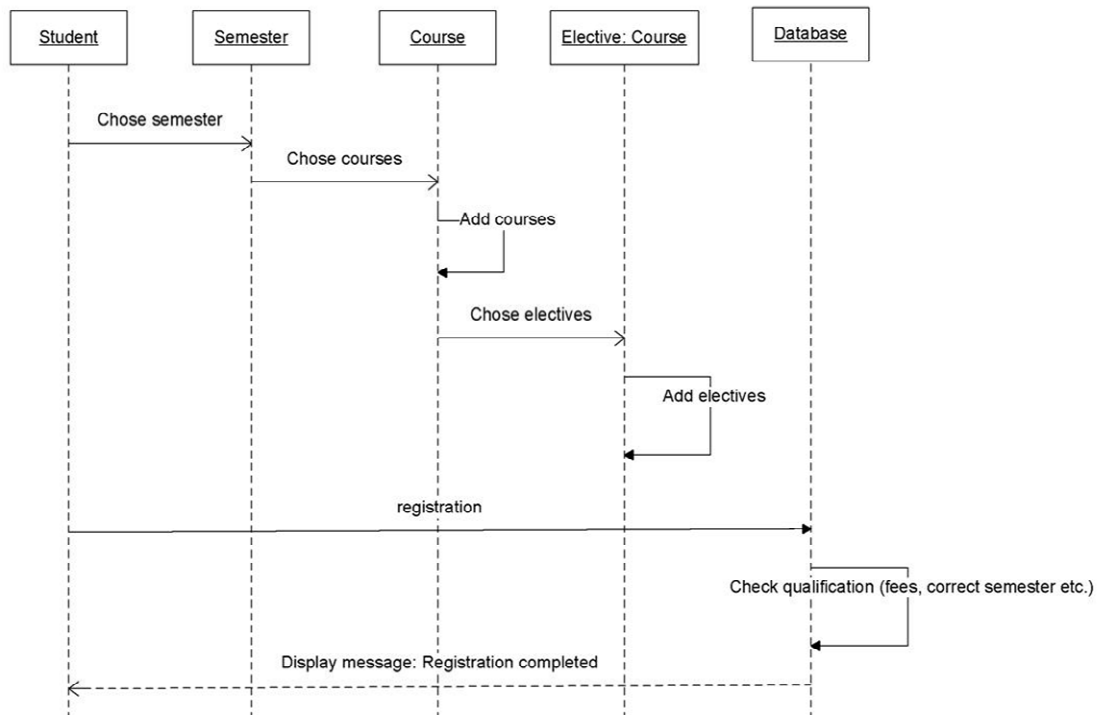 Student
Semester
Course
Elective: Course
Database
Chose semester
Chose courses
Add courses
Chose electives
Add electives
registration
Check qualification (fees, correct semester etc.)
Display message: Registration completed